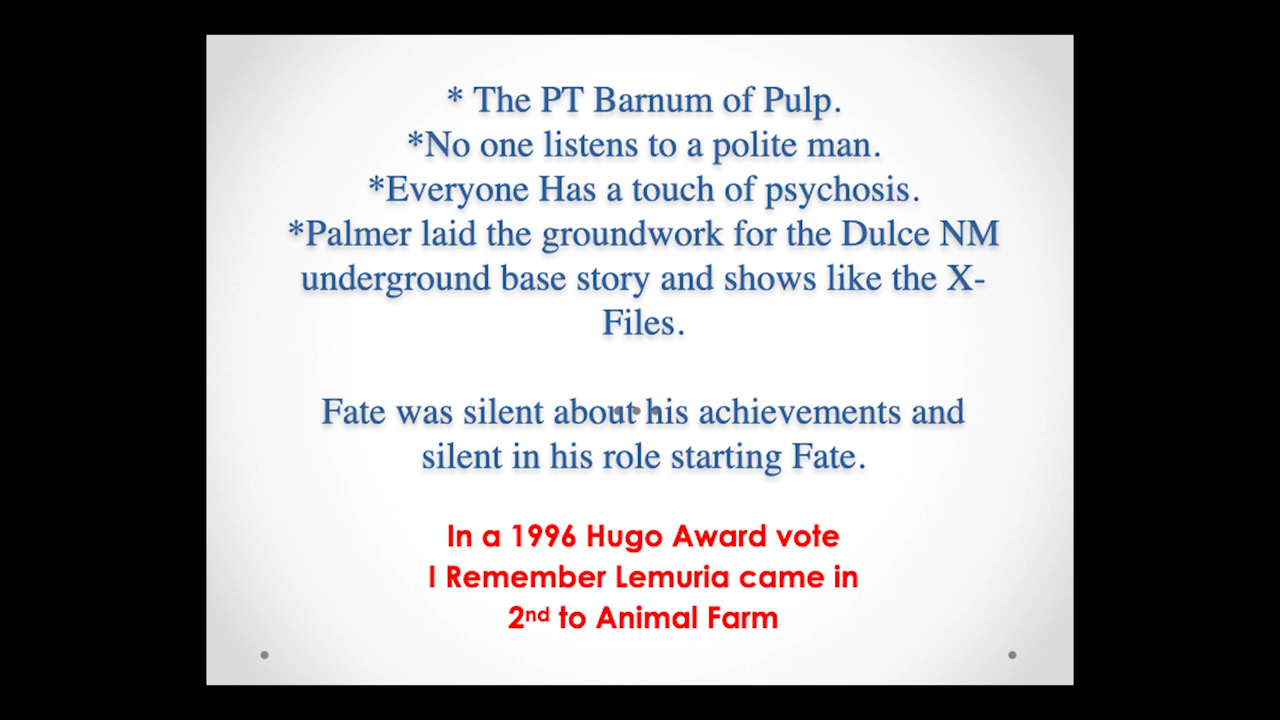 * The PT Barnum of Pulp.
*No one listens to a polite man.
*Everyone Has a touch of psychosis.
*Palmer laid the groundwork for the Dulce NM
underground base story and shows like the X-
Files.
Fate was silent about his achievements and
silent in his role starting Fate.
In a 1996 Hugo Award vote
I Remember Lemuria came in
2nd to Animal Farm